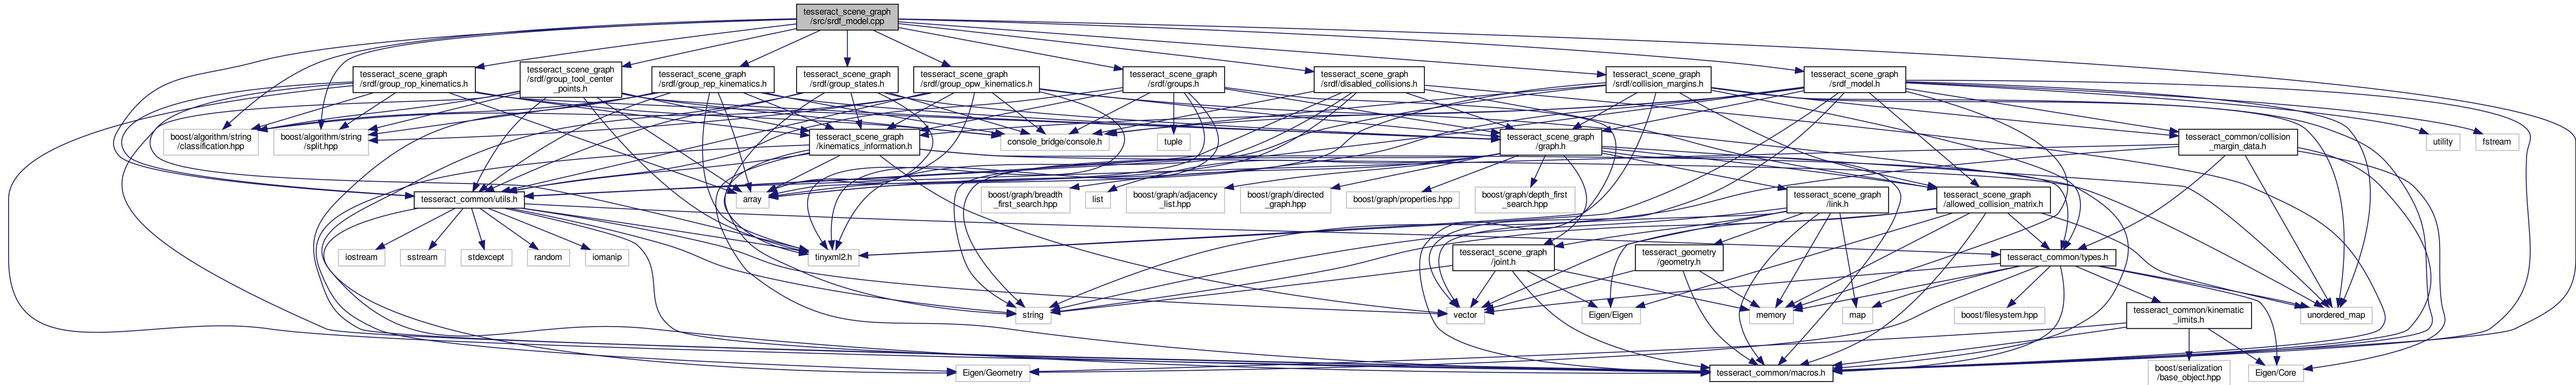 tesseract_scene_graph
/src/srdf_model.cpp
tesseract_scene_graph
/srdf/group_rop_kinematics.h
tesseract_scene_graph
/srdf/group_tool_center
_points.h
tesseract_scene_graph
/srdf/group_rep_kinematics.h
tesseract_scene_graph
/srdf/group_states.h
tesseract_scene_graph
/srdf/group_opw_kinematics.h
tesseract_scene_graph
/srdf/groups.h
tesseract_scene_graph
/srdf/disabled_collisions.h
tesseract_scene_graph
/srdf/collision_margins.h
tesseract_scene_graph
/srdf_model.h
boost/algorithm/string
/classification.hpp
boost/algorithm/string
/split.hpp
tesseract_scene_graph
/kinematics_information.h
console_bridge/console.h
tuple
tesseract_scene_graph
/graph.h
tesseract_common/collision
_margin_data.h
utility
fstream
tesseract_common/utils.h
array
boost/graph/breadth
_first_search.hpp
list
boost/graph/adjacency
_list.hpp
boost/graph/directed
_graph.hpp
boost/graph/properties.hpp
boost/graph/depth_first
_search.hpp
tesseract_scene_graph
/link.h
tesseract_scene_graph
/allowed_collision_matrix.h
iostream
sstream
stdexcept
random
iomanip
tinyxml2.h
tesseract_scene_graph
/joint.h
tesseract_geometry
/geometry.h
tesseract_common/types.h
string
vector
Eigen/Eigen
memory
map
boost/filesystem.hpp
tesseract_common/kinematic
_limits.h
unordered_map
Eigen/Geometry
tesseract_common/macros.h
boost/serialization
/base_object.hpp
Eigen/Core